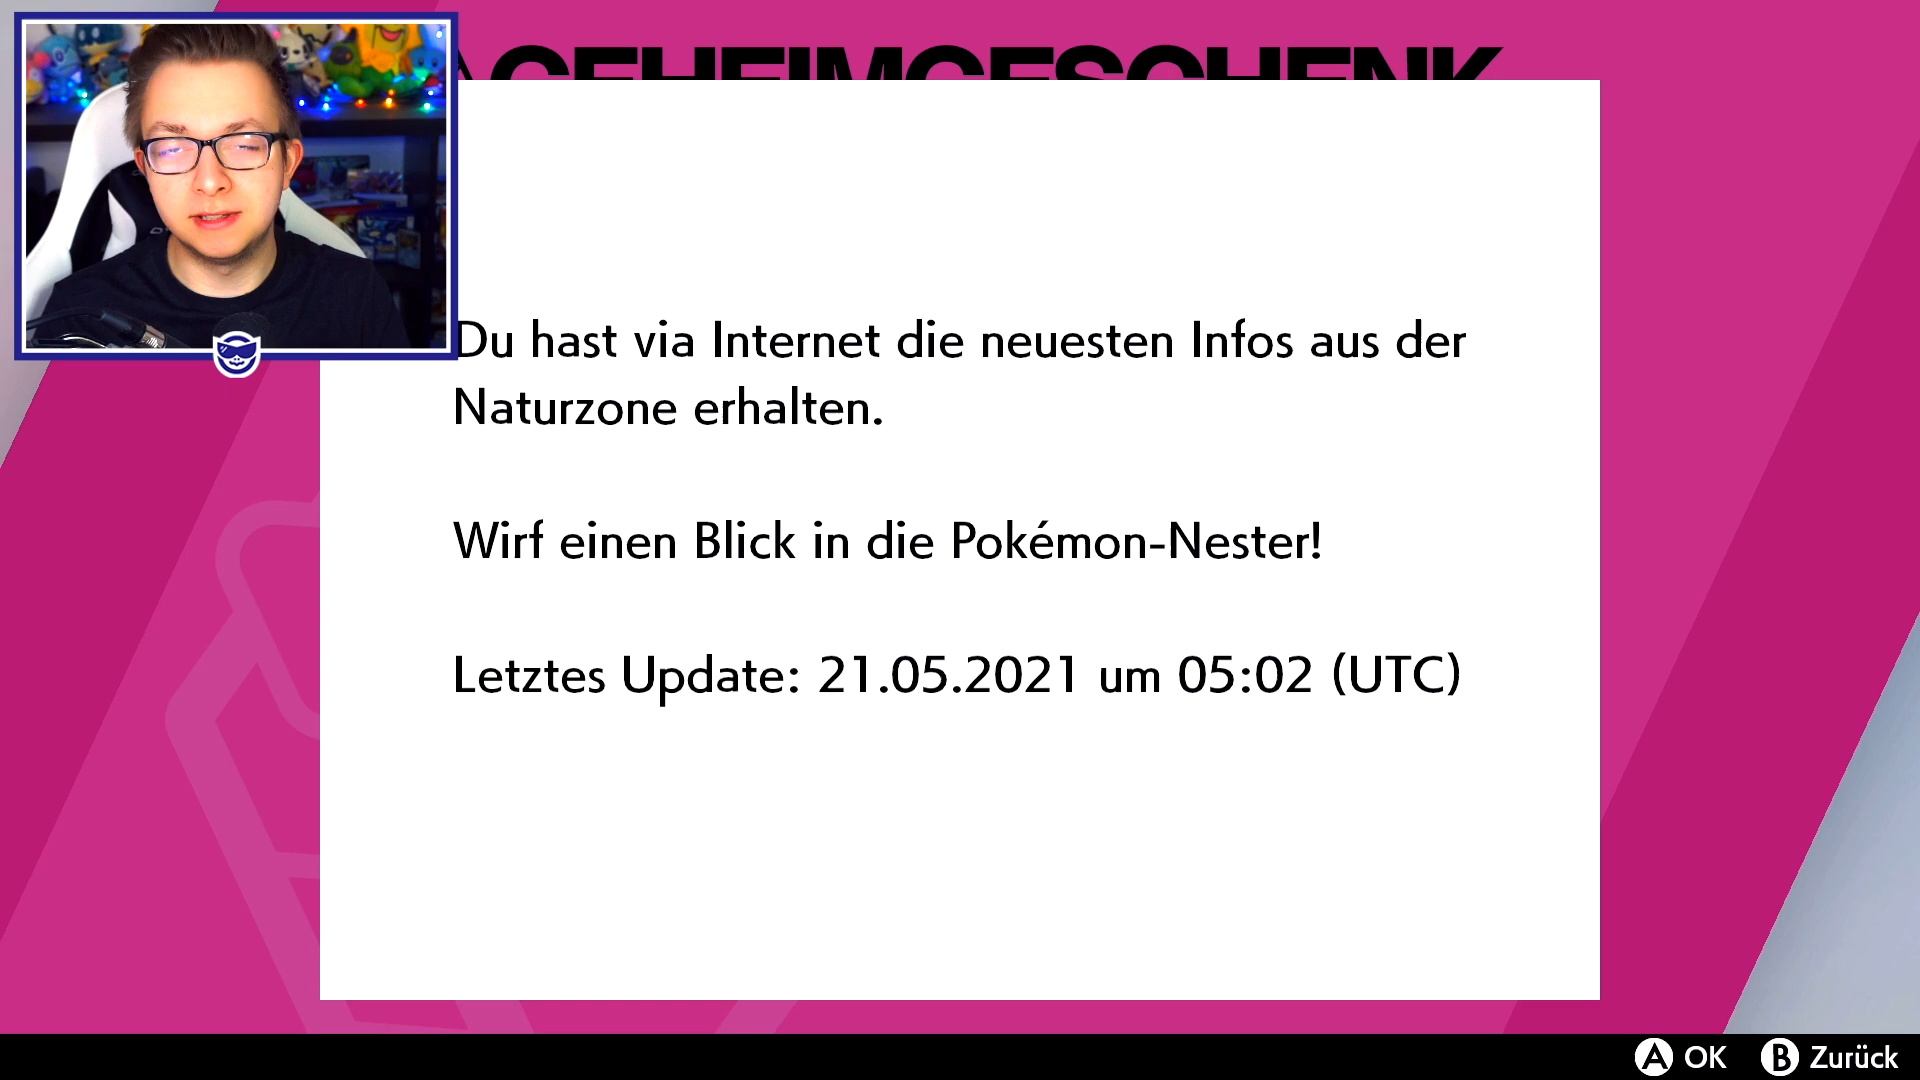 GEHEIMGESCHENK
Du hast via Internet die neuesten Infos aus der
Naturzone erhalten.
Wirf einen Blick in die Pokémon-Nester!
Letztes Update: 21.05.2021 um 05:02 (UTC)
A OK B Zurück